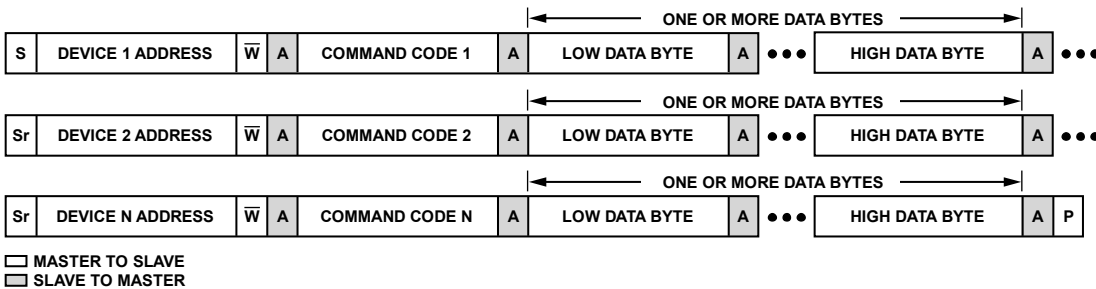 ONE OR MORE DATA BYTES
S DEVICE 1 ADDRESS W̅ A COMMAND CODE 1 A LOW DATA BYTE A ••• HIGH DATA BYTE A •••
ONE OR MORE DATA BYTES
Sr DEVICE 2 ADDRESS W̅ A COMMAND CODE 2 A LOW DATA BYTE A ••• HIGH DATA BYTE A •••
ONE OR MORE DATA BYTES
Sr DEVICE N ADDRESS W̅ A COMMAND CODE N A LOW DATA BYTE A ••• HIGH DATA BYTE A P
MASTER TO SLAVE
SLAVE TO MASTER